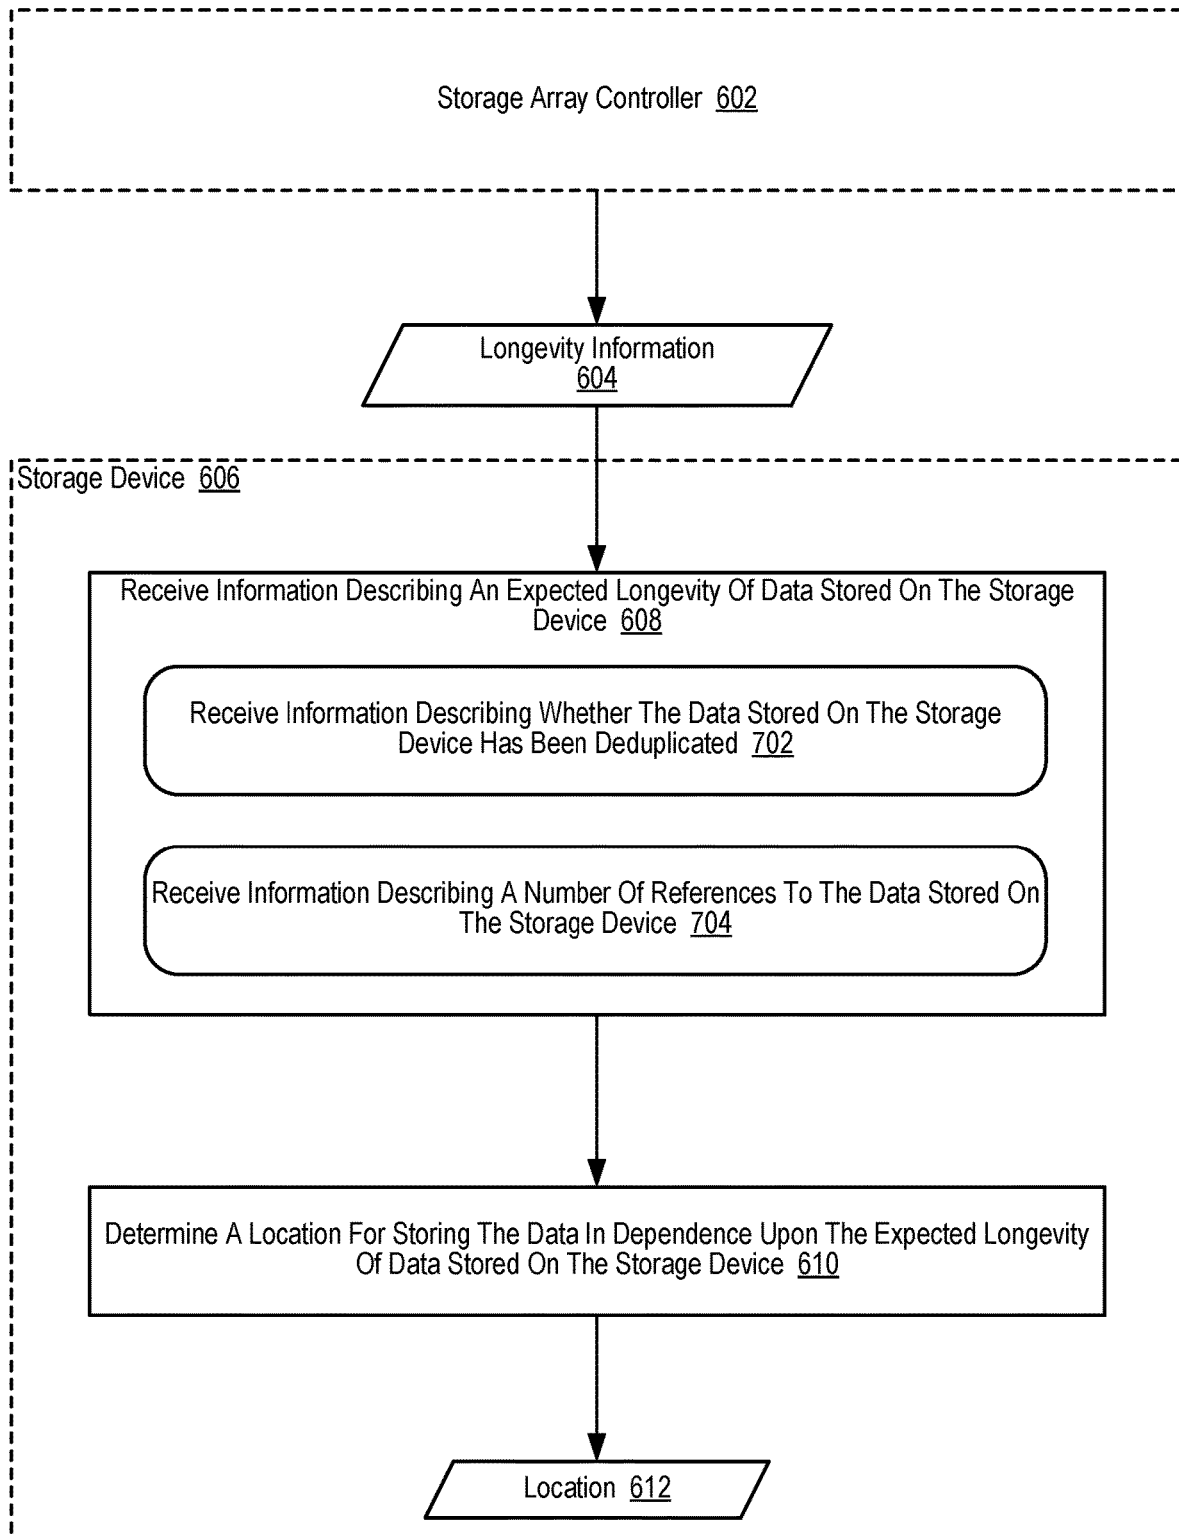 Storage Array Controller 602
Longevity Information
604
Storage Device 606
Receive Information Describing An Expected Longevity Of Data Stored On The Storage
Device 608
Receive Information Describing Whether The Data Stored On The Storage
Device Has Been Deduplicated 702
Receive Information Describing A Number Of References To The Data Stored On
The Storage Device 704
Determine A Location For Storing The Data In Dependence Upon The Expected Longevity
Of Data Stored On The Storage Device 610
Location 612